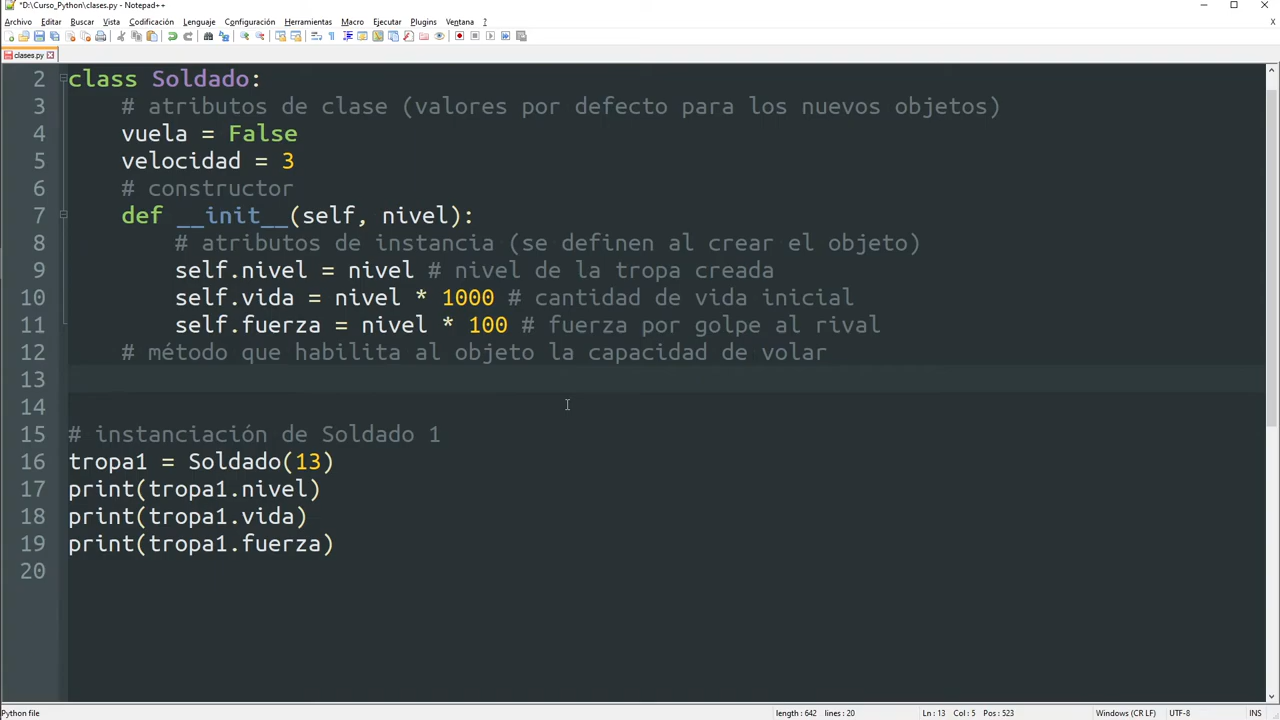 *D:\Curso_Python\clases.py - Notepad++
Archivo Editar Buscar Vista Codificación Lenguaje Configuración Herramientas Macro Ejecutar Plugins Ventana ? X
clases.py
2 class Soldado:
3 # atributos de clase (valores por defecto para los nuevos objetos)
4 vuela = False
5 velocidad = 3
6 # constructor
7 def __init__(self, nivel):
8 # atributos de instancia (se definen al crear el objeto)
9 self.nivel = nivel # nivel de la tropa creada
10 self.vida = nivel * 1000 # cantidad de vida inicial
11 self.fuerza = nivel * 100 # fuerza por golpe al rival
12 # método que habilita al objeto la capacidad de volar
13
14
15 # instanciación de Soldado 1
16 tropa1 = Soldado(13)
17 print(tropa1.nivel)
18 print(tropa1.vida)
19 print(tropa1.fuerza)
20
Python file length : 642 lines : 20 Ln : 13 Col : 5 Pos : 523 Windows (CR LF) UTF-8 INS